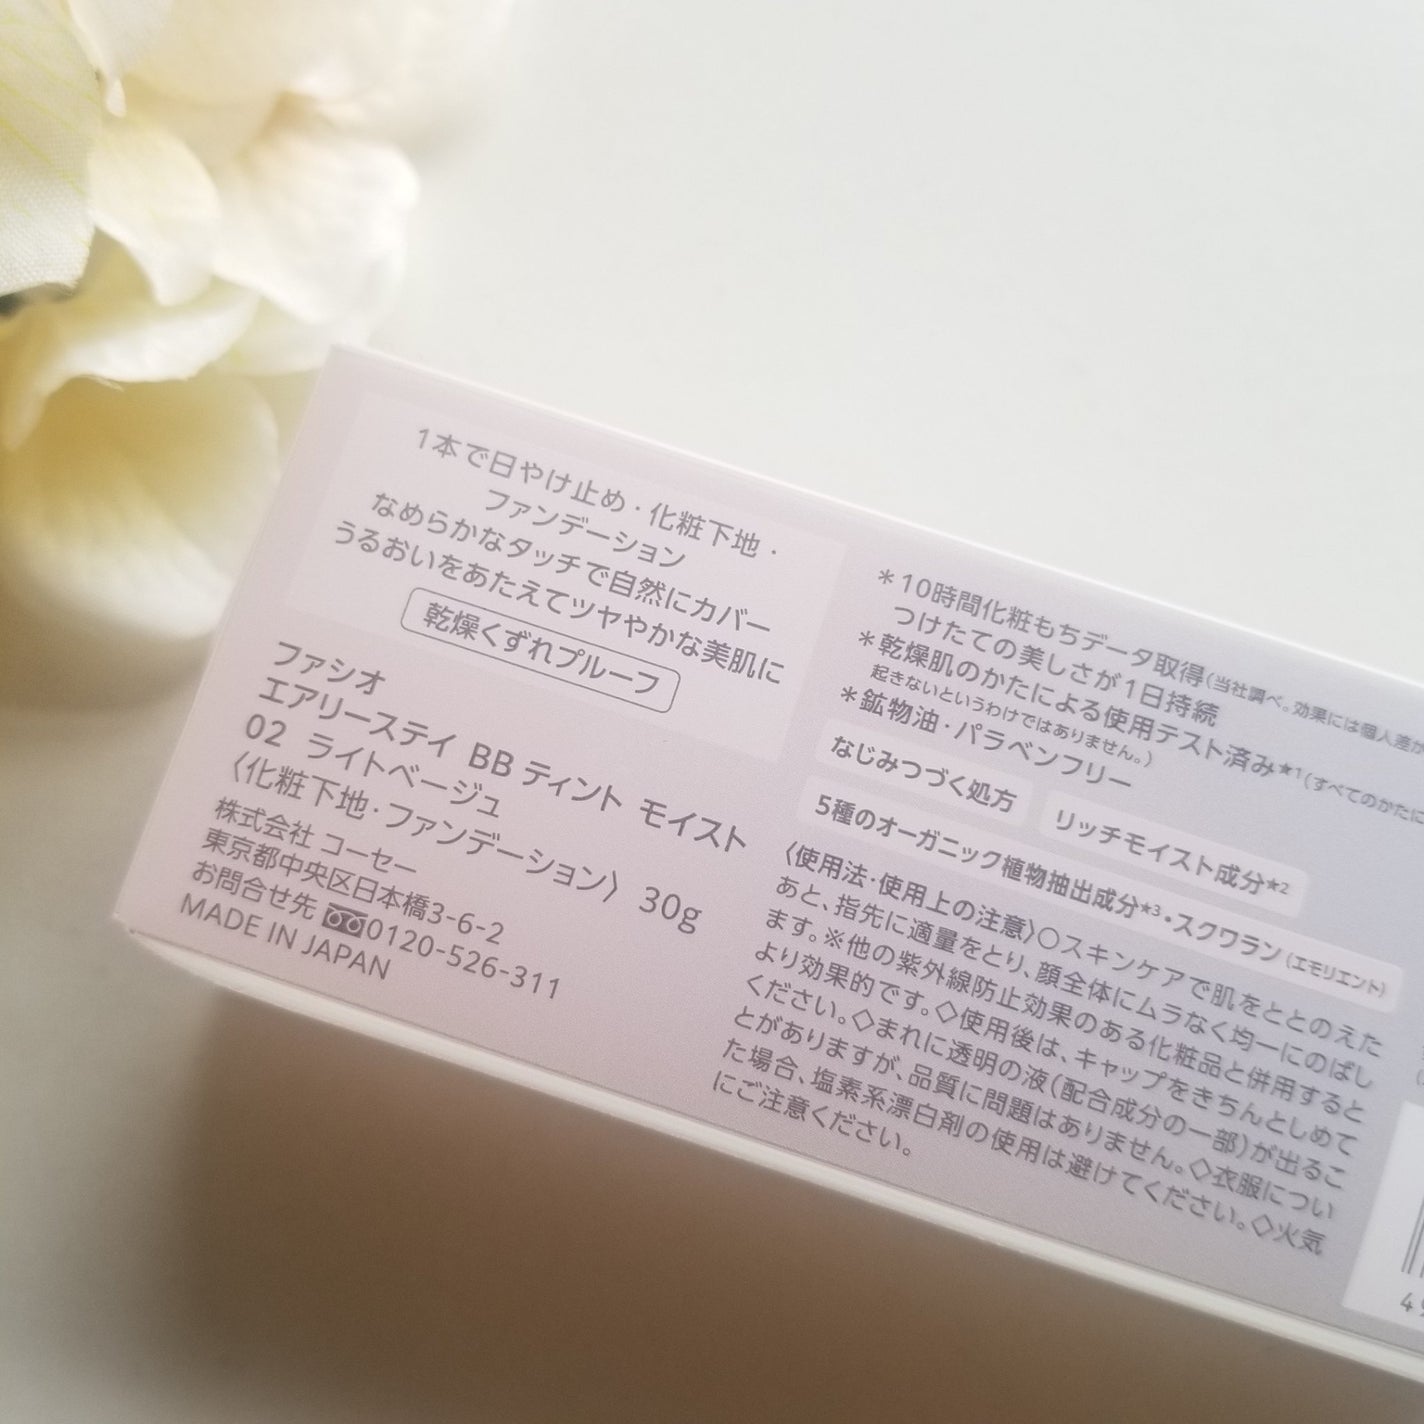 1本で日やけ止め・化粧下地・
ファンデーション
なめらかなタッチで自然にカバー
うるおいをあたえてツヤやかな美肌に
乾燥くずれプルーフ
ファシオ
エアリーステイ BB ティント モイスト
02 ライトベージュ
〈化粧下地・ファンデーション〉 30g
株式会社 コーセー
東京都中央区日本橋3-6-2
お問合せ先 0120-526-311
MADE IN JAPAN
＊10時間化粧もちデータ取得(当社調べ。効果には個人差が
つけたての美しさが1日持続
＊乾燥肌のかたによる使用テスト済み★1(すべてのかたに
起きないというわけではありません。)
＊鉱物油・パラベンフリー
なじみつづく処方 リッチモイスト成分★2
5種のオーガニック植物抽出成分★3・スクワラン(エモリエント)
〈使用法・使用上の注意〉○スキンケアで肌をととのえた
あと、指先に適量をとり、顔全体にムラなく均一にのばし
ます。※他の紫外線防止効果のある化粧品と併用すると
より効果的です。◇使用後は、キャップをきちんとしめて
ください。◇まれに透明の液(配合成分の一部)が出るこ
とがありますが、品質に問題はありません。◇衣服につい
た場合、塩素系漂白剤の使用は避けてください。◇火気
にご注意ください。